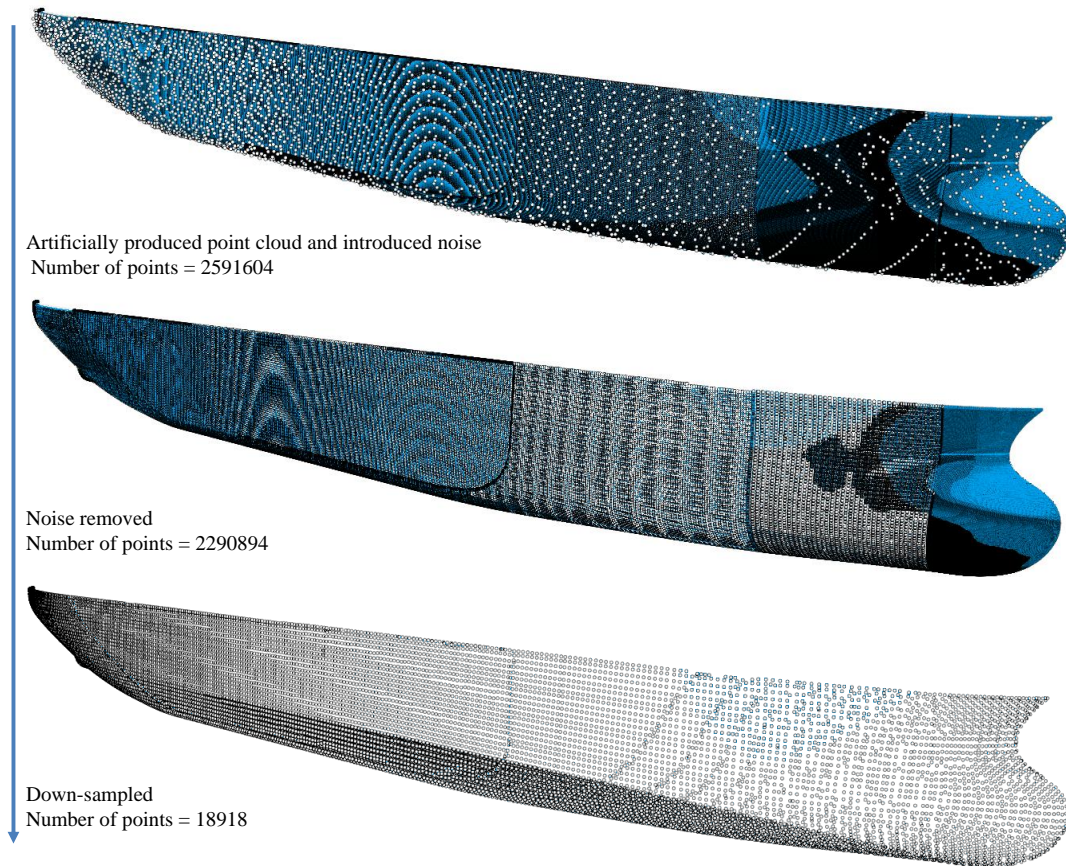 Artificially produced point cloud and introduced noise
Number of points = 2591604
Noise removed
Number of points = 2290894
Down-sampled
Number of points = 18918